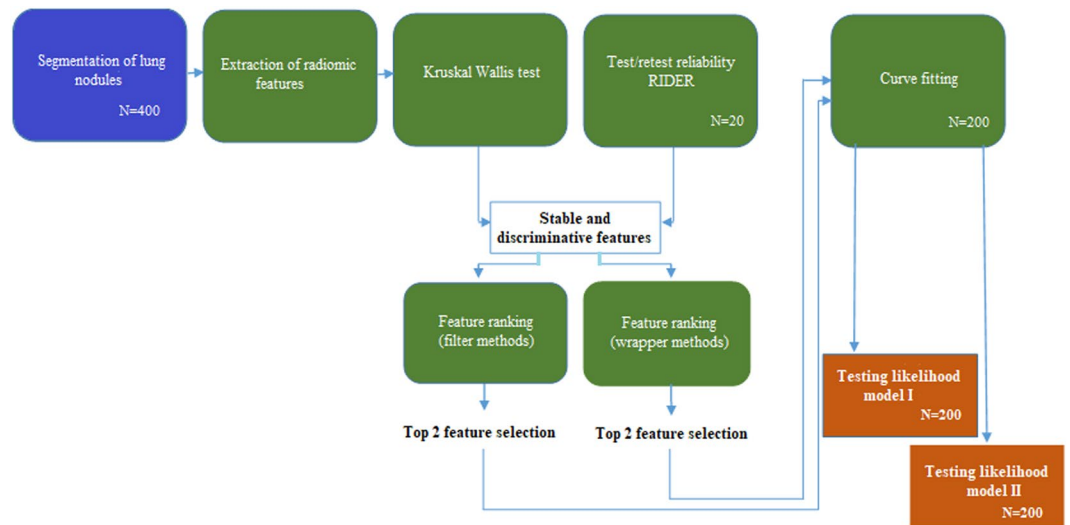 Segmentation of lung
nodules
N=400
Extraction of radiomic
features
Kruskal Wallis test
Test/retest reliability
RIDER
N=20
Curve fitting
N=200
Stable and
discriminative features
Feature ranking
(filter methods)
Feature ranking
(wrapper methods)
Top 2 feature selection
Top 2 feature selection
Testing likelihood
model I
N=200
Testing likelihood
model II
N=200